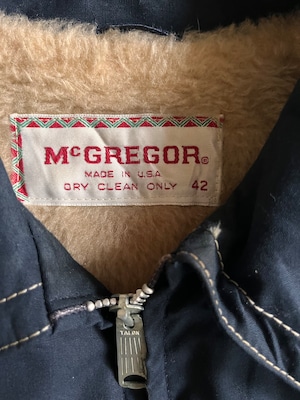 McGREGOR®
MADE IN U.S.A
DRY CLEAN ONLY 42
TALON